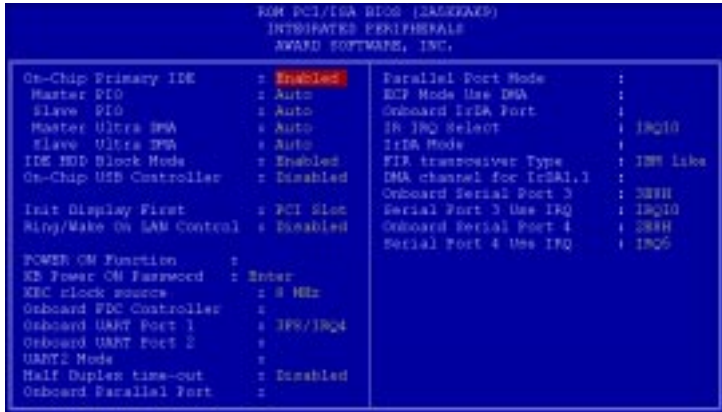 ROM PCI/ISA BIOS (2A5KKAK9)
INTEGRATED PERIPHERALS
AWARD SOFTWARE, INC.
On-Chip Primary IDE : Enabled
Master PIO : Auto
Slave PIO : Auto
Master Ultra DMA : Auto
Slave Ultra DMA : Auto
IDE HDD Block Mode : Enabled
On-Chip USB Controller : Disabled
Init Display First : PCI Slot
Ring/Wake On LAN Control : Disabled
POWER ON Function :
KB Power ON Password : Enter
KBC clock source : 8 MHz
Onboard FDC Controller :
Onboard UART Port 1 : 3F8/IRQ4
Onboard UART Port 2 :
UART2 Mode :
Half Duplex time-out : Disabled
Onboard Parallel Port :
Parallel Port Mode :
ECP Mode Use DMA :
Onboard IrDA Port :
IR IRQ Select : IRQ10
IrDA Mode :
FIR transceiver Type : IBM Like
DMA channel for IrDA1.1 :
Onboard Serial Port 3 : 3E8H
Serial Port 3 Use IRQ : IRQ10
Onboard Serial Port 4 : 2E8H
Serial Port 4 Use IRQ : IRQ5